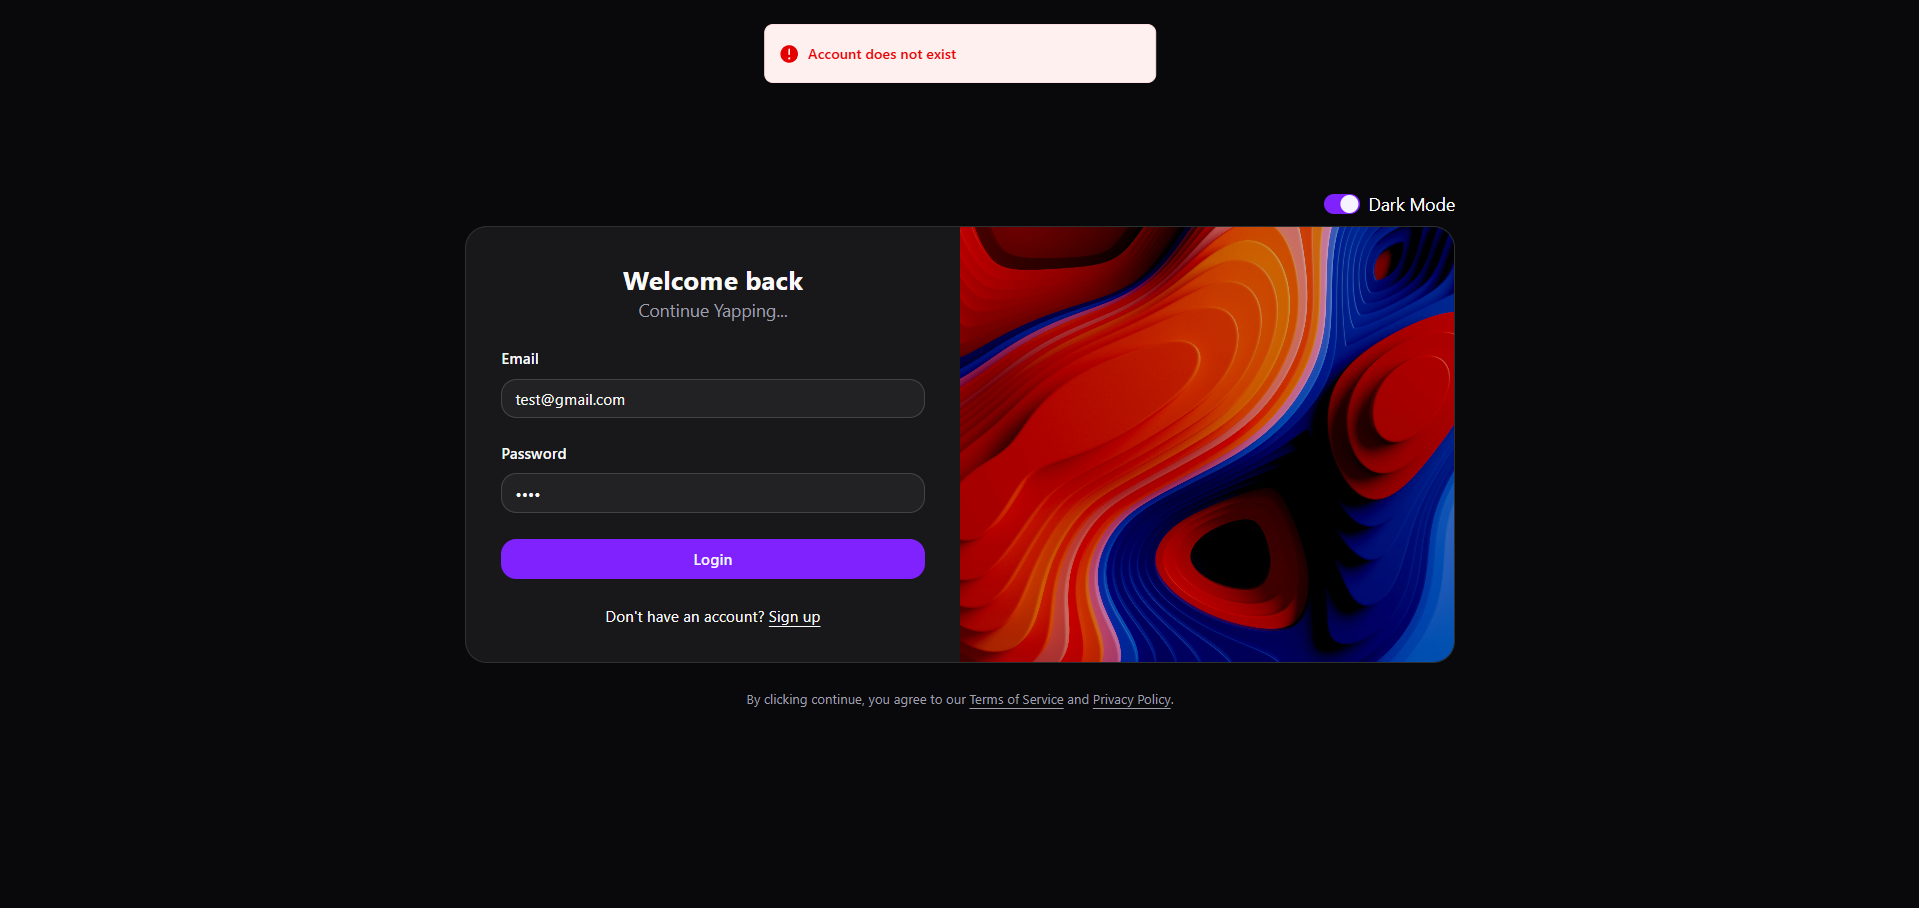 Account does not exist
Dark Mode
Welcome back
Continue Yapping...
Email
test@gmail.com
Password
••••
Login
Don't have an account? Sign up
By clicking continue, you agree to our Terms of Service and Privacy Policy.